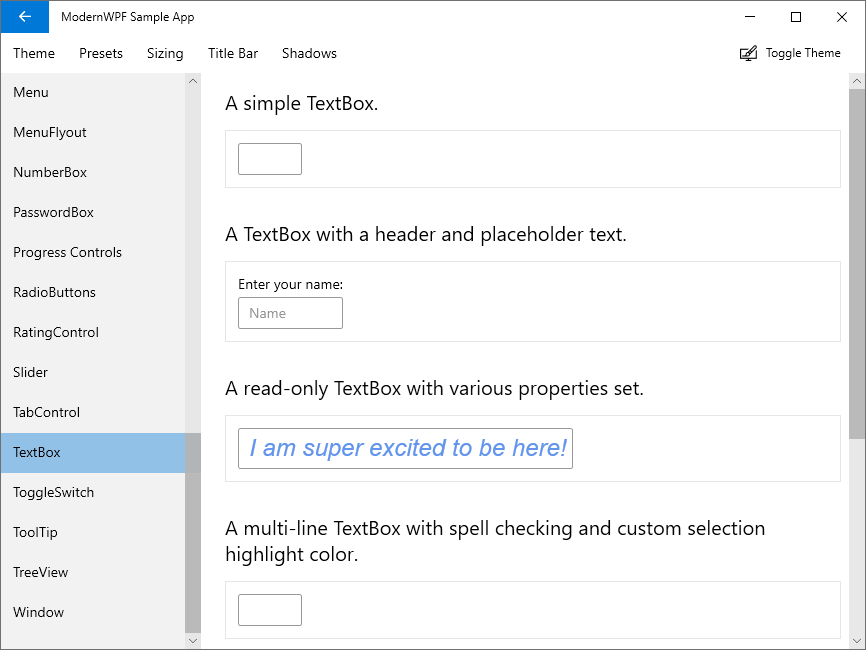 ModernWPF Sample App
Theme Presets Sizing Title Bar Shadows Toggle Theme
Menu
MenuFlyout
NumberBox
PasswordBox
Progress Controls
RadioButtons
RatingControl
Slider
TabControl
TextBox
ToggleSwitch
ToolTip
TreeView
Window
A simple TextBox.
A TextBox with a header and placeholder text.
Enter your name:
Name
A read-only TextBox with various properties set.
I am super excited to be here!
A multi-line TextBox with spell checking and custom selection
highlight color.